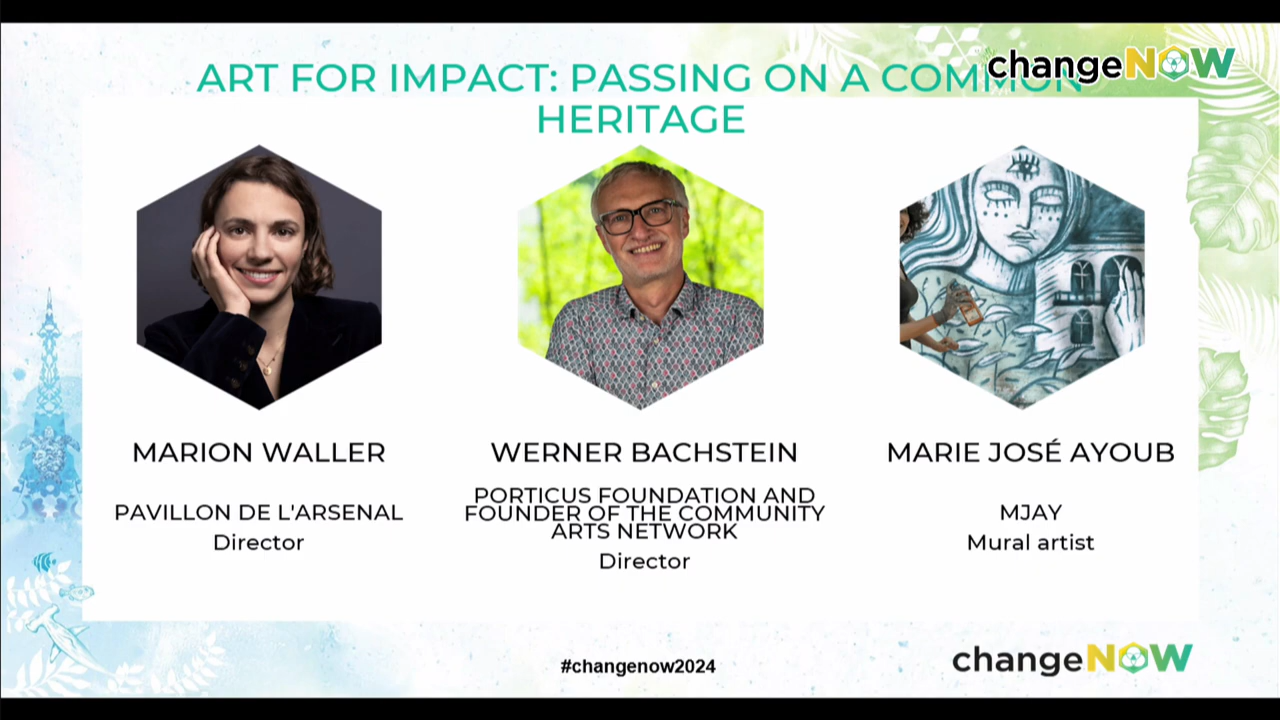 changeNOW
ART FOR IMPACT: PASSING ON A COMMON
HERITAGE
MARION WALLER
PAVILLON DE L'ARSENAL
Director
WERNER BACHSTEIN
PORTICUS FOUNDATION AND
FOUNDER OF THE COMMUNITY
ARTS NETWORK
Director
MARIE JOSÉ AYOUB
MJAY
Mural artist
#changenow2024
changeNOW